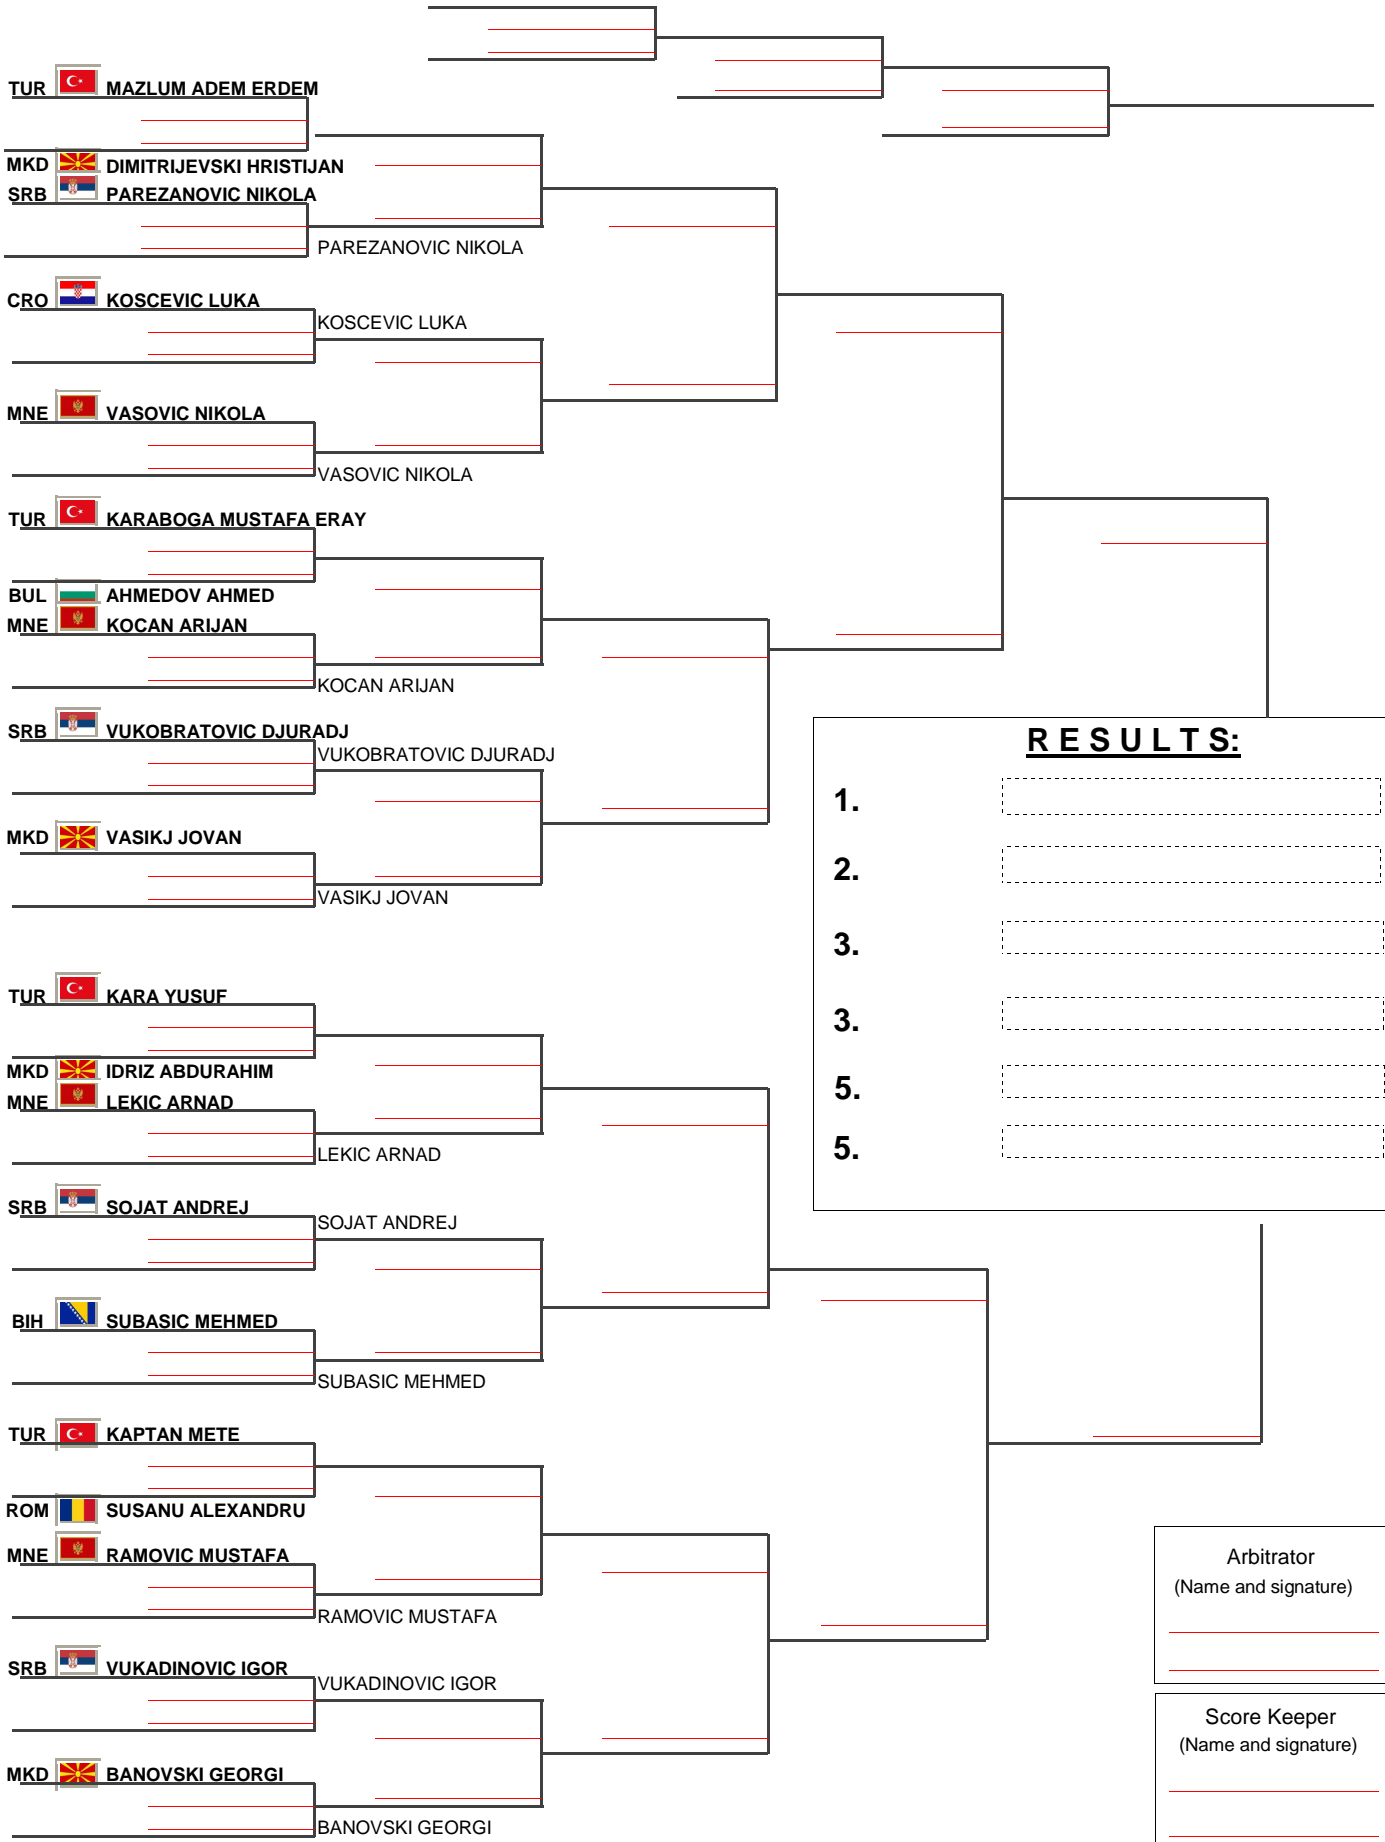 TUR MAZLUM ADEM ERDEM
MKD DIMITRIJEVSKI HRISTIJAN
SRB PAREZANOVIC NIKOLA
PAREZANOVIC NIKOLA
CRO KOSCEVIC LUKA
KOSCEVIC LUKA
MNE VASOVIC NIKOLA
VASOVIC NIKOLA
TUR KARABOGA MUSTAFA ERAY
BUL AHMEDOV AHMED
MNE KOCAN ARIJAN
KOCAN ARIJAN
SRB VUKOBRATOVIC DJURADJ
VUKOBRATOVIC DJURADJ
MKD VASIKJ JOVAN
VASIKJ JOVAN
TUR KARA YUSUF
MKD IDRIZ ABDURAHIM
MNE LEKIC ARNAD
LEKIC ARNAD
SRB SOJAT ANDREJ
SOJAT ANDREJ
BIH SUBASIC MEHMED
SUBASIC MEHMED
TUR KAPTAN METE
ROM SUSANU ALEXANDRU
MNE RAMOVIC MUSTAFA
RAMOVIC MUSTAFA
SRB VUKADINOVIC IGOR
VUKADINOVIC IGOR
MKD BANOVSKI GEORGI
BANOVSKI GEORGI
R E S U L T S:
1.
2.
3.
3.
5.
5.
Arbitrator
(Name and signature)
Score Keeper
(Name and signature)